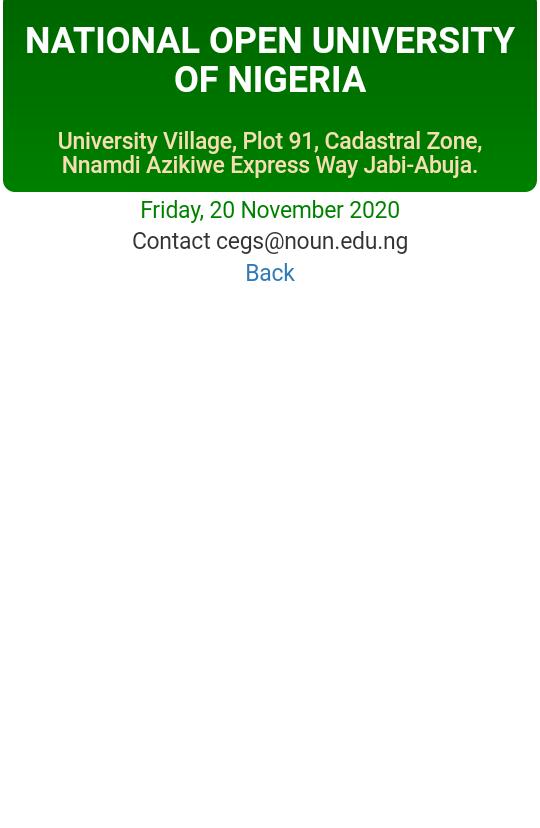 NATIONAL OPEN UNIVERSITY
OF NIGERIA
University Village, Plot 91, Cadastral Zone,
Nnamdi Azikiwe Express Way Jabi-Abuja.
Friday, 20 November 2020
Contact cegs@noun.edu.ng
Back